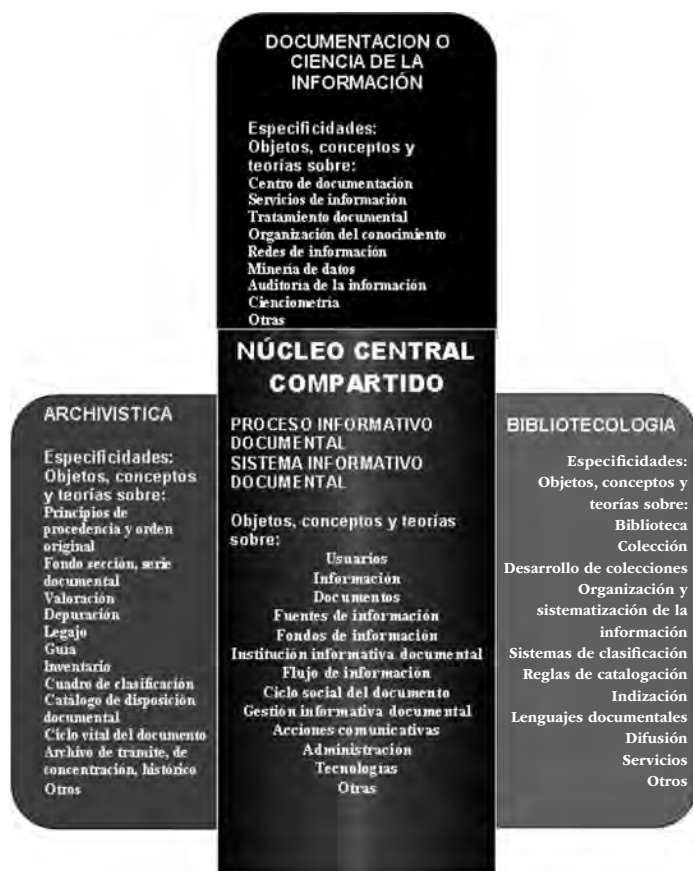 DOCUMENTACION O
CIENCIA DE LA
INFORMACIÓN
Especificidades:
Objetos, conceptos y
teorías sobre:
Centro de documentación
Servicios de información
Tratamiento documental
Organización del conocimiento
Redes de información
Minería de datos
Auditoría de la información
Cienciometría
Otras
NÚCLEO CENTRAL
COMPARTIDO
PROCESO INFORMATIVO
DOCUMENTAL
SISTEMA INFORMATIVO
DOCUMENTAL
Objetos, conceptos y teorías
sobre:
Usuarios
Información
Documentos
Fuentes de información
Fondos de información
Institución informativa documental
Flujo de información
Ciclo social del documento
Gestión informativa documental
Acciones comunicativas
Administración
Tecnologías
Otras
ARCHIVISTICA
Especificidades:
Objetos, conceptos
y teorías sobre:
Principios de
procedencia y orden
original
Fondo sección, serie
documental
Valoración
Depuración
Legajo
Guía
Inventario
Cuadro de clasificación
Catálogo de disposición
documental
Ciclo vital del documento
Archivo de tramite, de
concentración, histórico
Otros
BIBLIOTECOLOGIA
Especificidades:
Objetos, conceptos y
teorías sobre:
Biblioteca
Colección
Desarrollo de colecciones
Organización y
sistematización de la
información
Sistemas de clasificación
Reglas de catalogación
Indización
Lenguajes documentales
Difusión
Servicios
Otros